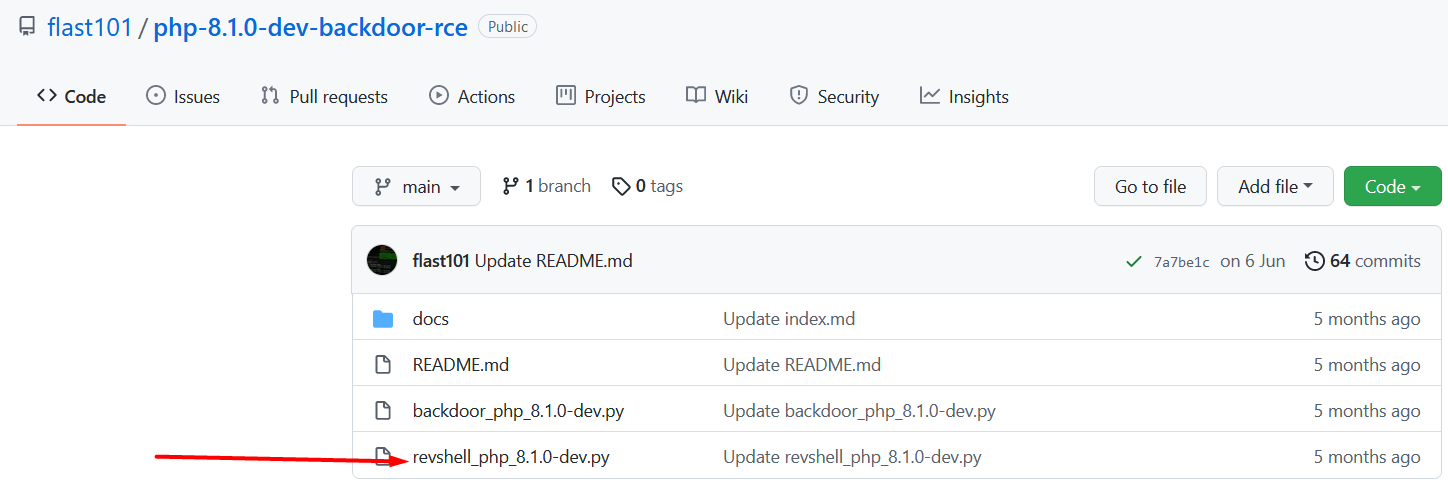 flast101 / php-8.1.0-dev-backdoor-rce Public
Code Issues Pull requests Actions Projects Wiki Security Insights
main 1 branch 0 tags Go to file Add file Code
flast101 Update README.md 7a7be1c on 6 Jun 64 commits
docs Update index.md 5 months ago
README.md Update README.md 5 months ago
backdoor_php_8.1.0-dev.py Update backdoor_php_8.1.0-dev.py 5 months ago
revshell_php_8.1.0-dev.py Update revshell_php_8.1.0-dev.py 5 months ago